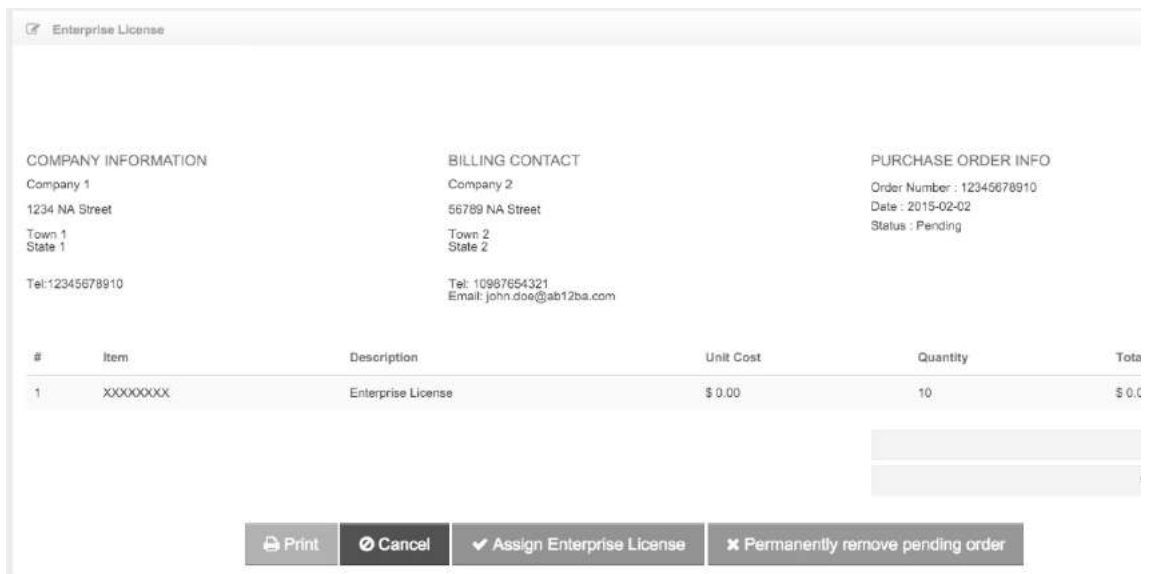 Enterprise License
COMPANY INFORMATION
Company 1
1234 NA Street
Town 1
State 1
Tel:12345678910
BILLING CONTACT
Company 2
56789 NA Street
Town 2
State 2
Tel: 10987654321
Email: john.doe@ab12ba.com
PURCHASE ORDER INFO
Order Number : 12345678910
Date : 2015-02-02
Status : Pending
# Item Description Unit Cost Quantity
1 XXXXXXXX Enterprise License $ 0.00 10
Print Cancel Assign Enterprise License Permanently remove pending order